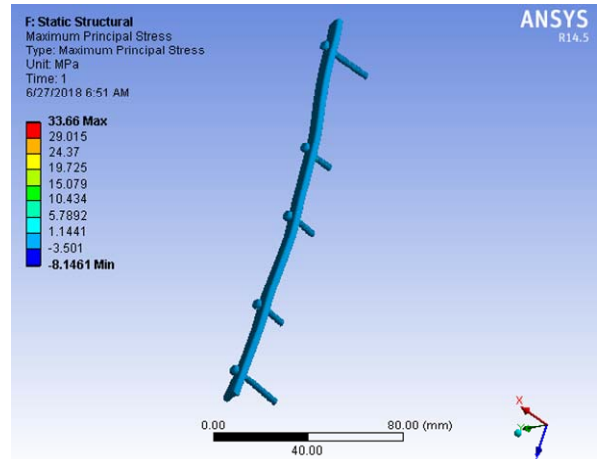 F: Static Structural
Maximum Principal Stress
Type: Maximum Principal Stress
Unit: MPa
Time: 1
6/27/2018 6:51 AM
33.66 Max
29.015
24.37
19.725
15.079
10.434
5.7892
1.1441
-3.501
-8.1461 Min
ANSYS
R14.5
0.00
80.00 (mm)
40.00
X
Y